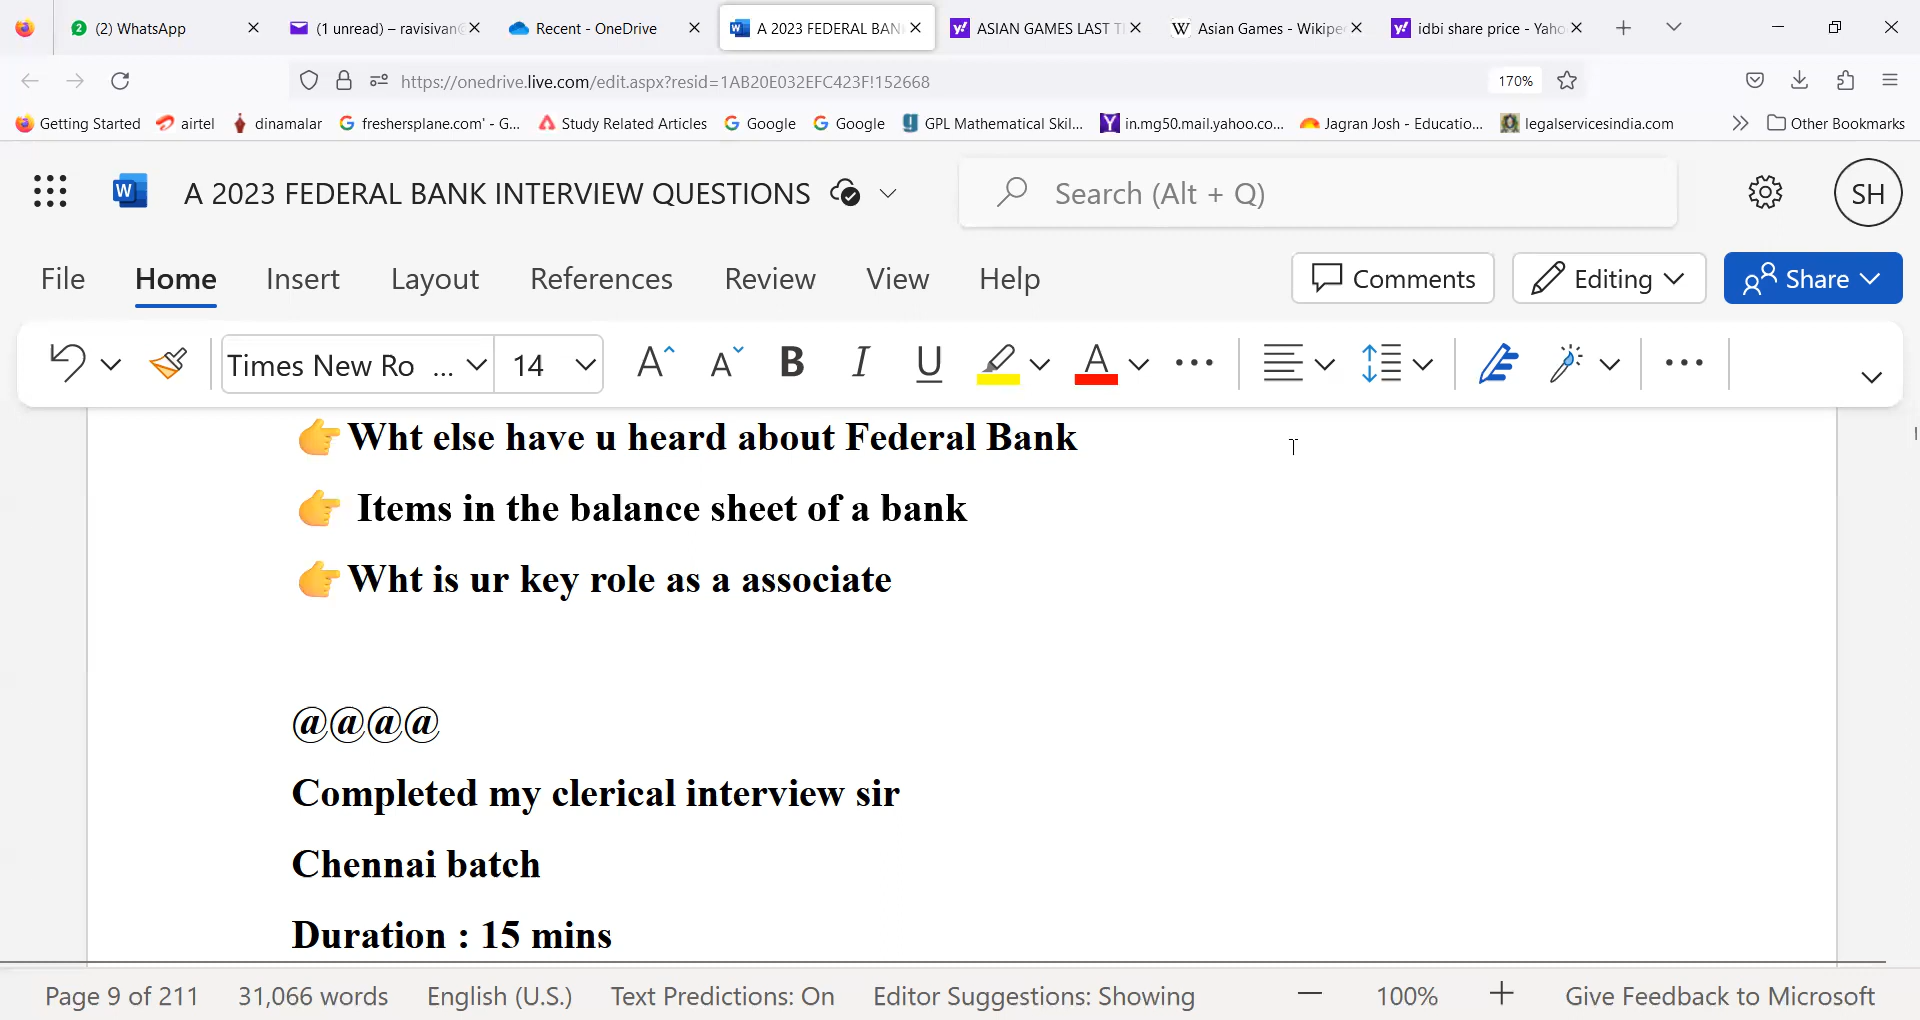 (2) WhatsApp
(1 unread) – ravisivan
Recent - OneDrive
A 2023 FEDERAL BAN
ASIAN GAMES LAST T
Asian Games - Wikipe
idbi share price - Yaho
https://onedrive.live.com/edit.aspx?resid=1AB20E032EFC423F!152668
170%
Getting Started
airtel
dinamalar
freshersplane.com' - G...
Study Related Articles
Google
Google
GPL Mathematical Skil...
in.mg50.mail.yahoo.co...
Jagran Josh - Educatio...
legalservicesindia.com
Other Bookmarks
A 2023 FEDERAL BANK INTERVIEW QUESTIONS
Search (Alt + Q)
SH
File Home Insert Layout References Review View Help
Comments
Editing
Share
Times New Ro ...
14
👉Wht else have u heard about Federal Bank
👉 Items in the balance sheet of a bank
👉Wht is ur key role as a associate
@@@@
Completed my clerical interview sir
Chennai batch
Duration : 15 mins
Page 9 of 211 31,066 words English (U.S.) Text Predictions: On Editor Suggestions: Showing 100% Give Feedback to Microsoft